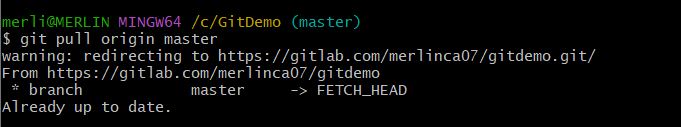 merli@MERLIN MINGW64 /c/GitDemo (master)
$ git pull origin master
warning: redirecting to https://gitlab.com/merlinca07/gitdemo.git/
From https://gitlab.com/merlinca07/gitdemo
 * branch            master     -> FETCH_HEAD
Already up to date.